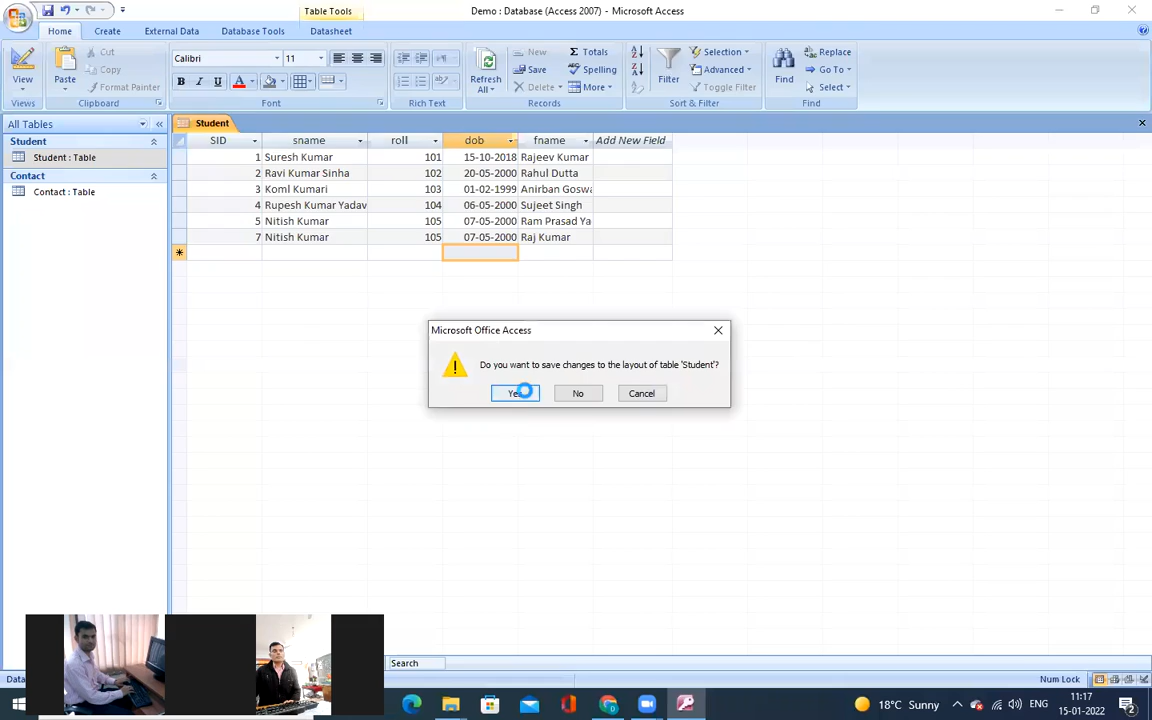 Table Tools
Demo : Database (Access 2007) - Microsoft Access
Home Create External Data Database Tools Datasheet
View
Views
Paste
Cut
Copy
Format Painter
Clipboard
Calibri 11
B I U A
Font
Rich Text
Refresh All
New
Save
Delete
Totals
Spelling
More
Records
Filter
Selection
Advanced
Toggle Filter
Sort & Filter
Find
Replace
Go To
Select
Find
All Tables
Student
Student : Table
Contact
Contact : Table
Student
SID sname roll dob fname Add New Field
1 Suresh Kumar 101 15-10-2018 Rajeev Kumar
2 Ravi Kumar Sinha 102 20-05-2000 Rahul Dutta
3 Koml Kumari 103 01-02-1999 Anirban Goswa
4 Rupesh Kumar Yadav 104 06-05-2000 Sujeet Singh
5 Nitish Kumar 105 07-05-2000 Ram Prasad Ya
7 Nitish Kumar 105 07-05-2000 Raj Kumar
Microsoft Office Access
Do you want to save changes to the layout of table 'Student'?
No Cancel
Search
Data
Num Lock
18°C Sunny
ENG
11:17
15-01-2022
2